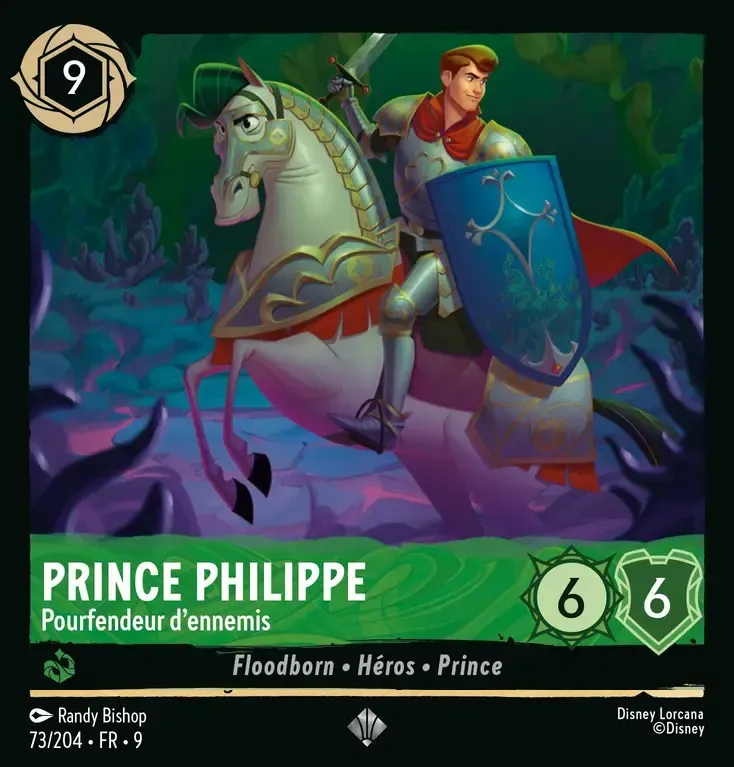 9
PRINCE PHILIPPE
Pourfendeur d'ennemis
6
6
Floodborn • Héros • Prince
Randy Bishop
Disney Lorcana
73/204 • FR • 9
©Disney